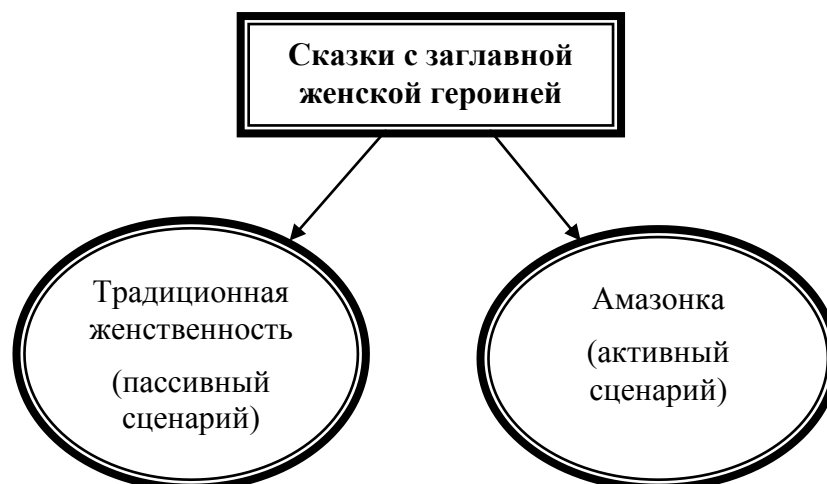 Сказки с заглавной
женской героиней
Традиционная
женственность
(пассивный
сценарий)
Амазонка
(активный
сценарий)